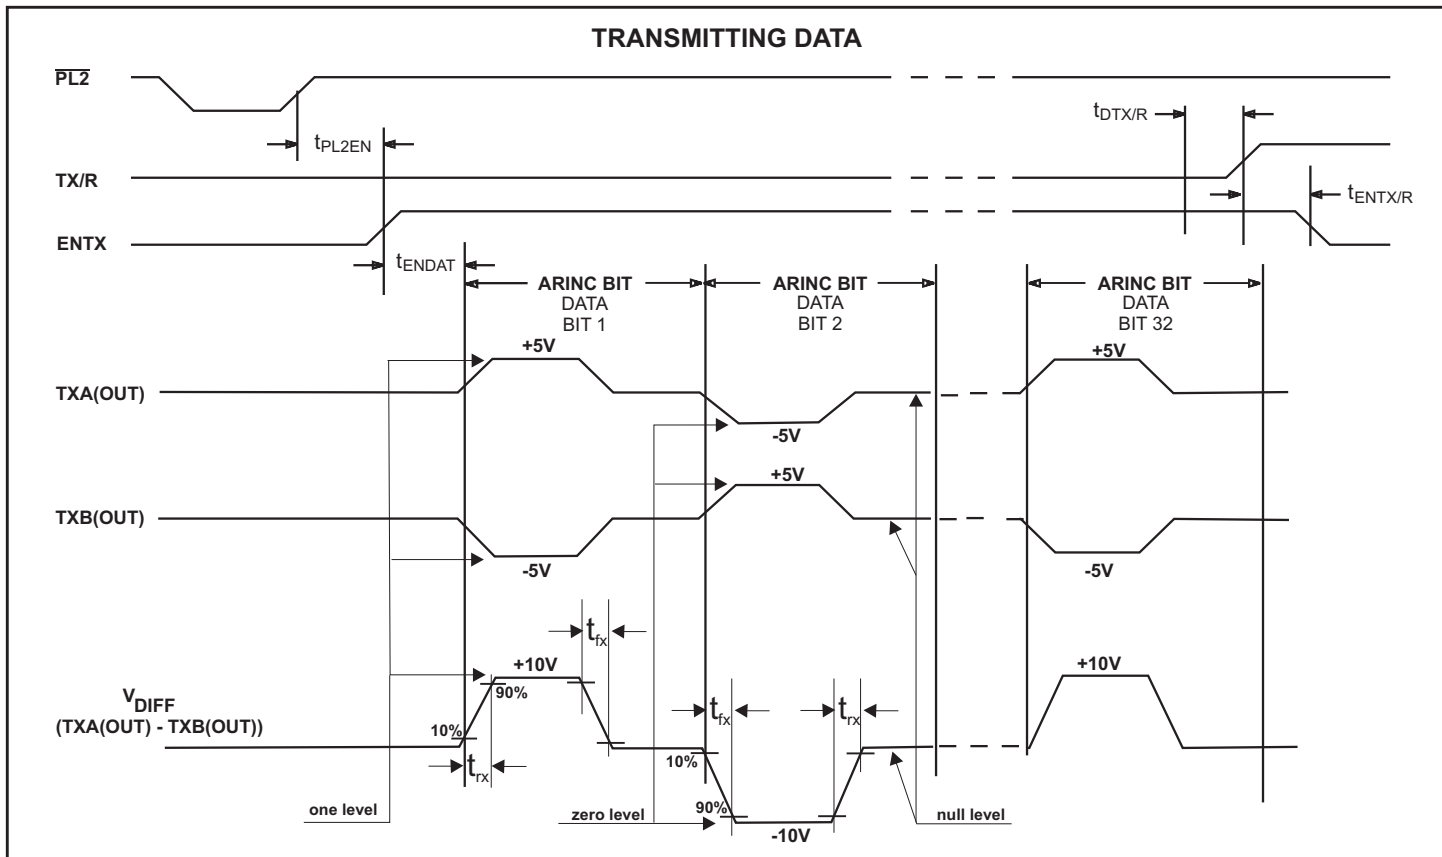 TRANSMITTING DATA
PL2
tDTX/R
tPL2EN
TX/R
tENTX/R
ENTX
tENDAT
ARINC BIT
DATA
BIT 1
ARINC BIT
DATA
BIT 2
ARINC BIT
DATA
BIT 32
+5V
+5V
TXA(OUT)
-5V
+5V
TXB(OUT)
-5V
-5V
tfx
+10V
+10V
VDIFF
(TXA(OUT) - TXB(OUT))
90%
10%
tfx
trx
10%
trx
90%
one level
zero level
null level
-10V